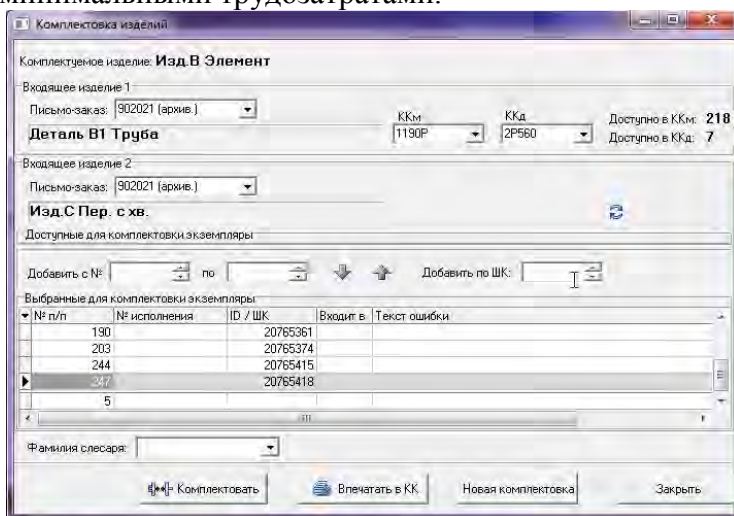 минимальными трудозатратами.
Комплектовка изделий
Комплектуемое изделие: Изд.В Элемент
Входящее изделие 1
Письмо-заказ: 902021 (архив.)
ККм ККд
Деталь В1 Труба 1190Р 2Р560
Доступно в ККм: 218
Доступно в ККд: 7
Входящее изделие 2
Письмо-заказ: 902021 (архив.)
Изд.С Пер. с хв.
Доступные для комплектовки экземпляры
Добавить с № по Добавить по ШК:
Выбранные для комплектовки экземпляры
№ п/п № исполнения ID / ШК Входит в Текст ошибки
190 20765361
203 20765374
244 20765415
247 20765418
5
Фамилия слесаря:
Комплектовать Впечатать в КК Новая комплектовка Закрыть